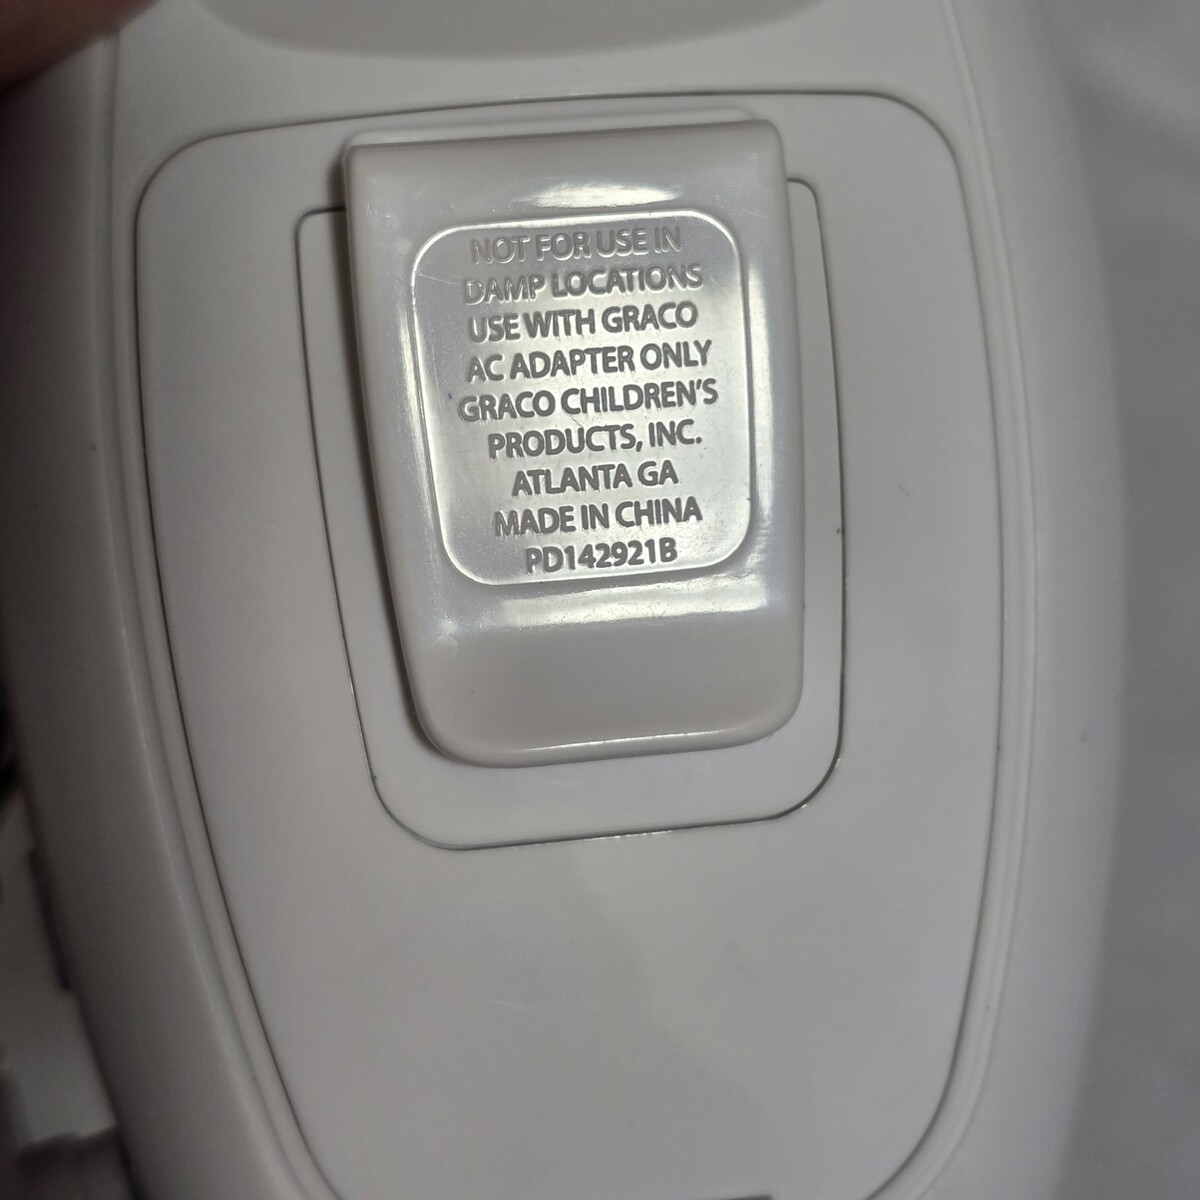 NOT FOR USE IN
DAMP LOCATIONS
USE WITH GRACO
AC ADAPTER ONLY
GRACO CHILDREN'S
PRODUCTS, INC.
ATLANTA GA
MADE IN CHINA
PD142921B